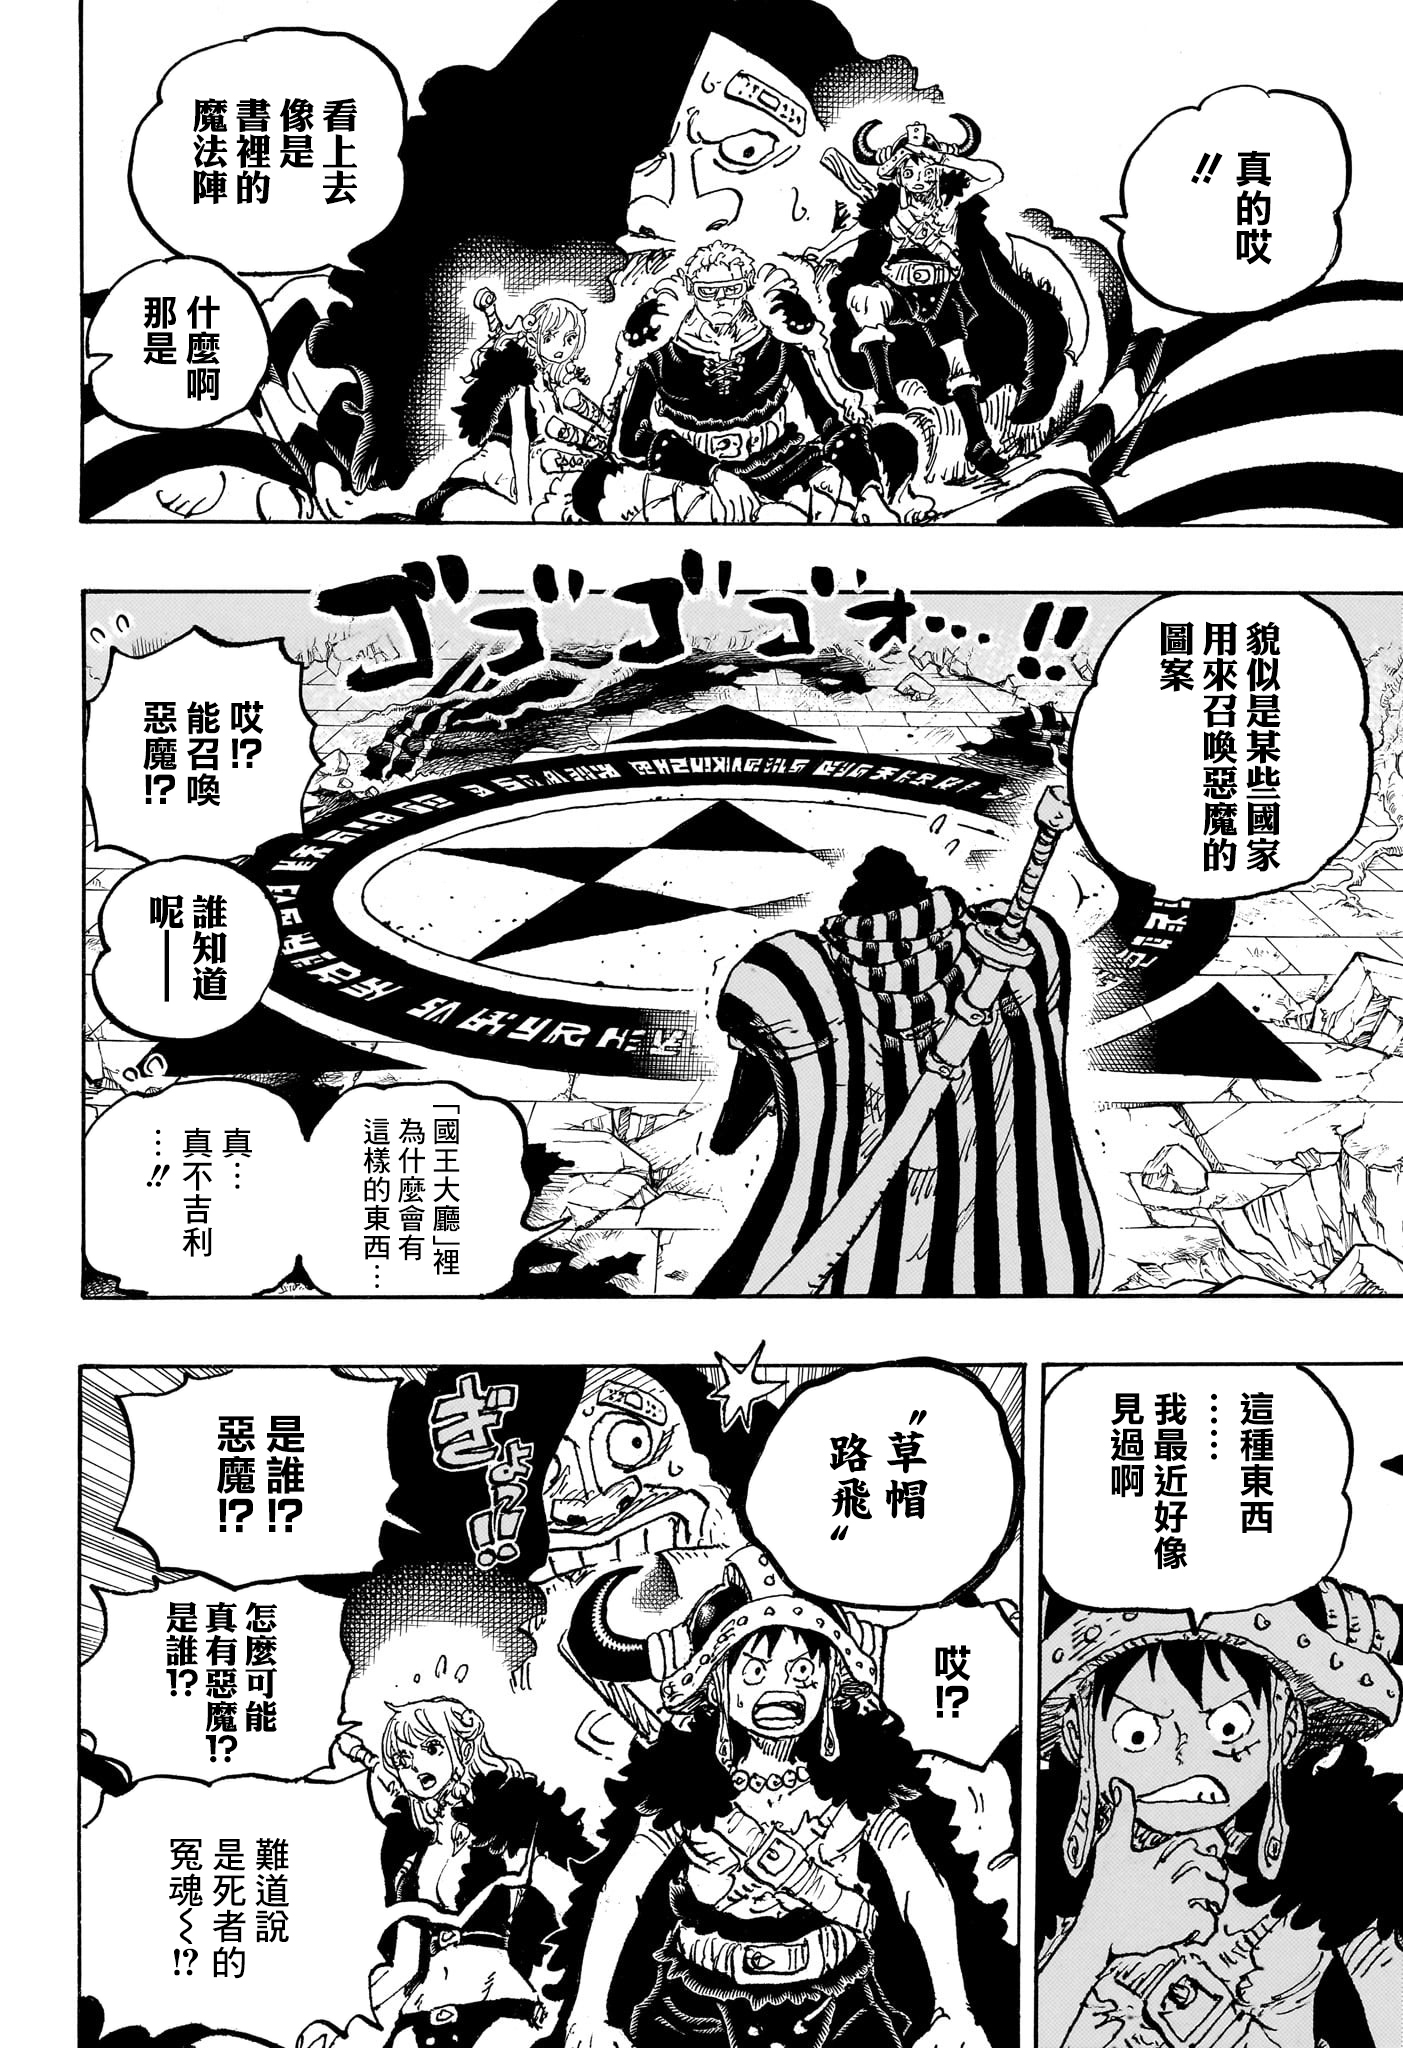 真的哎
!!
看上去
像是
書裡的
魔法陣
那是
什麼啊
貌似是某些國家
用來召喚惡魔的
圖案
ゴゴゴゴゴォ…!!
哎!?
能召喚
惡魔!?
誰知道
呢──
「國王大廳」裡
為什麼會有
這樣的東西…
真…
真不吉利
…!!
這種東西
……
我最近好像
見過啊
〝草帽
路飛〟
哎!?
ぎょっ!!
是誰!?
惡魔!?
怎麼可能
真有惡魔!?
是誰!?
難道說
是死者的
冤魂~!?